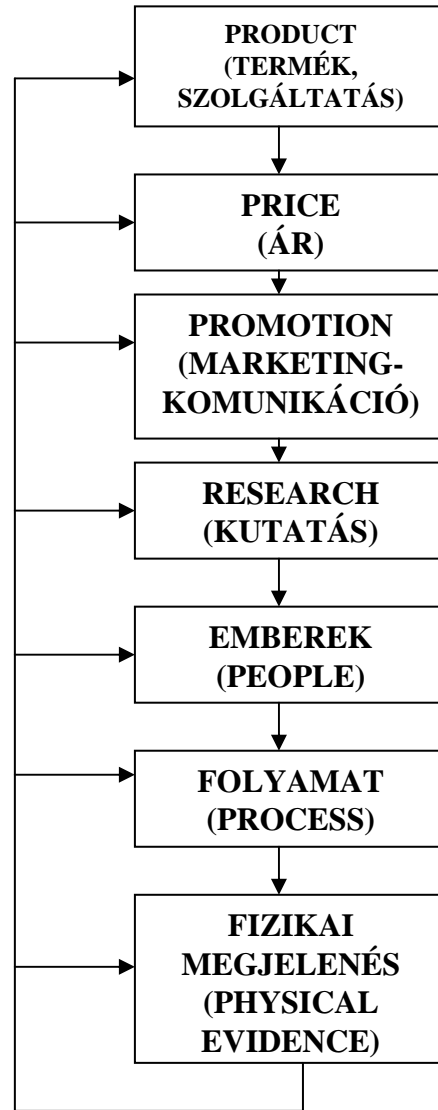 PRODUCT
(TERMÉK,
SZOLGÁLTATÁS)
PRICE
(ÁR)
PROMOTION
(MARKETING-
KOMUNIKÁCIÓ)
RESEARCH
(KUTATÁS)
EMBEREK
(PEOPLE)
FOLYAMAT
(PROCESS)
FIZIKAI
MEGJELENÉS
(PHYSICAL
EVIDENCE)